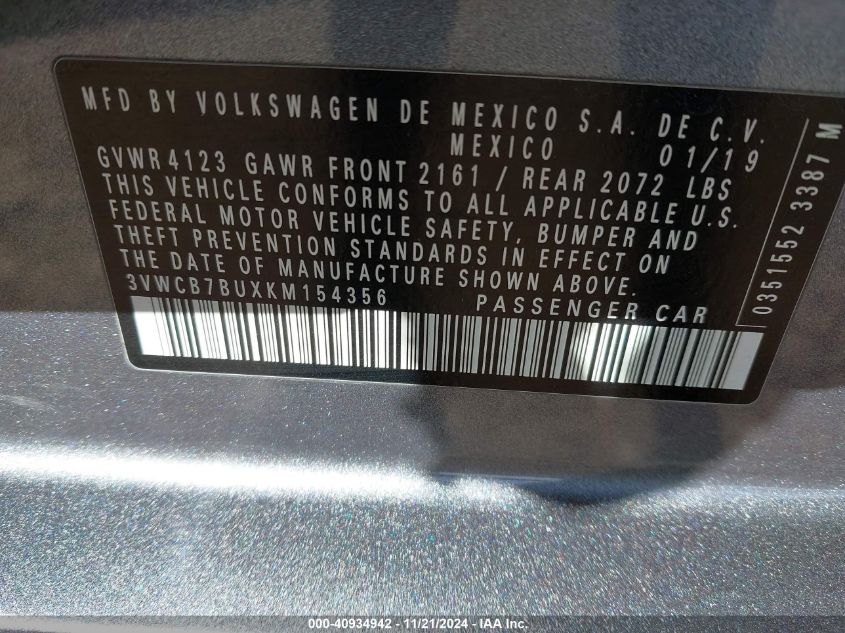 MFD BY VOLKSWAGEN DE MEXICO S.A. DE C.V.
MEXICO 01/19
GVWR 4123 GAWR FRONT 2161 / REAR 2072 LBS
THIS VEHICLE CONFORMS TO ALL APPLICABLE U.S.
FEDERAL MOTOR VEHICLE SAFETY, BUMPER AND
THEFT PREVENTION STANDARDS IN EFFECT ON
THE DATE OF MANUFACTURE SHOWN ABOVE.
3VWCB7BUXKM154356 PASSENGER CAR
0351552 3387 M
000-40934942 - 11/21/2024 - IAA Inc.